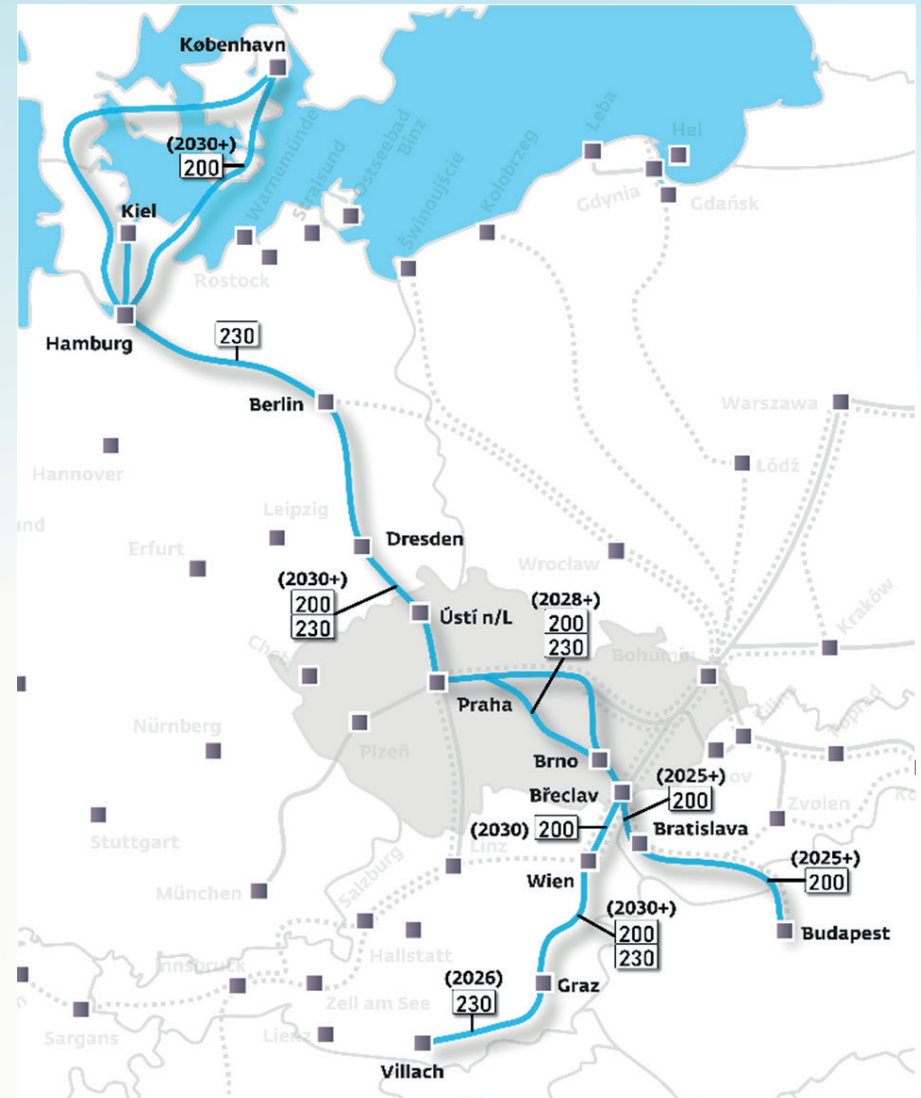 København
(2030+)
200
Kiel
Warnemünde
Stralsund
Ostseebad
Binz
Świnoujście
Kołobrzeg
Łeba
Hel
Gdynia
Gdańsk
Rostock
Hamburg
230
Berlin
Warszawa
Hannover
Łódź
Leipzig
Dresden
Erfurt
Wrocław
(2030+)
200
230
Ústí n/L
(2028+)
200
230
Kraków
Bohumín
Praha
Nürnberg
Plzeň
Brno
Břeclav
(2025+)
200
Zvolen
(2030)
200
Bratislava
Stuttgart
Linz
Salzburg
Wien
(2025+)
200
München
(2030+)
200
230
Budapest
Hallstatt
Innsbruck
(2026)
230
Graz
Zell am See
Sargans
Lienz
Villach